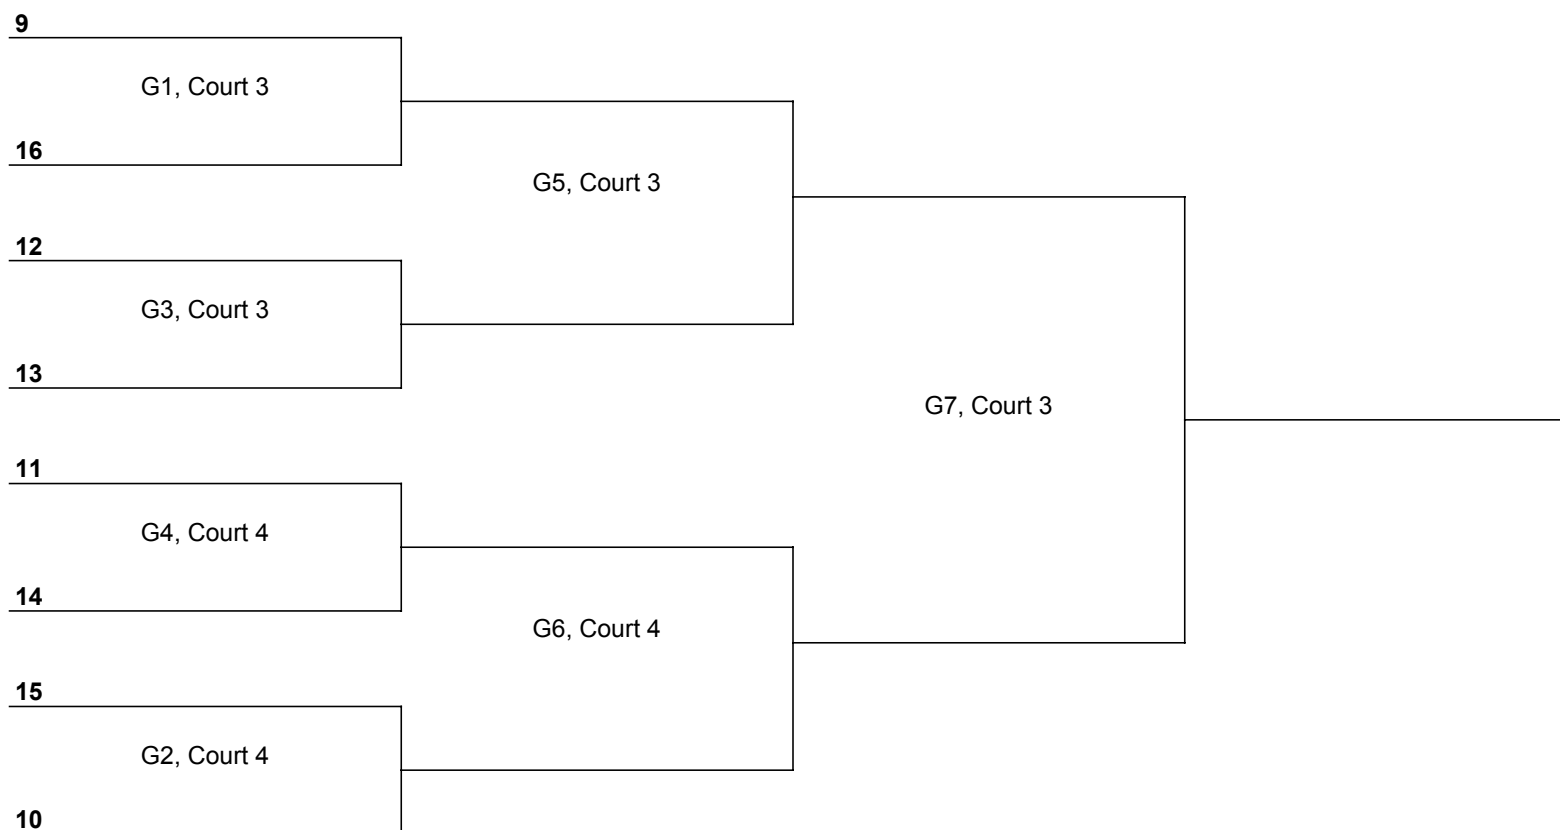 9
G1, Court 3
16
G5, Court 3
12
G3, Court 3
13
G7, Court 3
11
G4, Court 4
14
G6, Court 4
15
G2, Court 4
10